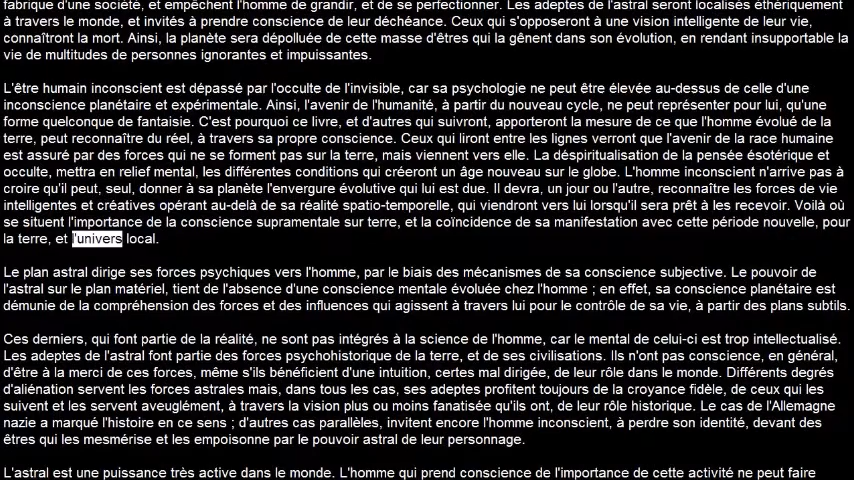 fabrique d'une société, et empêchent l'homme de grandir, et de se perfectionner. Les adeptes de l'astral seront localisés éthériquement
à travers le monde, et invités à prendre conscience de leur déchéance. Ceux qui s'opposeront à une vision intelligente de leur vie,
connaîtront la mort. Ainsi, la planète sera dépolluée de cette masse d'êtres qui la gênent dans son évolution, en rendant insupportable la
vie de multitudes de personnes ignorantes et impuissantes.
L'être humain inconscient est dépassé par l'occulte de l'invisible, car sa psychologie ne peut être élevée au-dessus de celle d'une
inconscience planétaire et expérimentale. Ainsi, l'avenir de l'humanité, à partir du nouveau cycle, ne peut représenter pour lui, qu'une
forme quelconque de fantaisie. C'est pourquoi ce livre, et d'autres qui suivront, apporteront la mesure de ce que l'homme évolué de la
terre, peut reconnaître du réel, à travers sa propre conscience. Ceux qui liront entre les lignes verront que l'avenir de la race humaine
est assuré par des forces qui ne se forment pas sur la terre, mais viennent vers elle. La déspiritualisation de la pensée ésotérique et
occulte, mettra en relief mental, les différentes conditions qui créeront un âge nouveau sur le globe. L'homme inconscient n'arrive pas à
croire qu'il peut, seul, donner à sa planète l'envergure évolutive qui lui est due. Il devra, un jour ou l'autre, reconnaître les forces de vie
intelligentes et créatives opérant au-delà de sa réalité spatio-temporelle, qui viendront vers lui lorsqu'il sera prêt à les recevoir. Voilà où
se situent l'importance de la conscience supramentale sur terre, et la coïncidence de sa manifestation avec cette période nouvelle, pour
la terre, et l'univers local.
Le plan astral dirige ses forces psychiques vers l'homme, par le biais des mécanismes de sa conscience subjective. Le pouvoir de
l'astral sur le plan matériel, tient de l'absence d'une conscience mentale évoluée chez l'homme ; en effet, sa conscience planétaire est
démunie de la compréhension des forces et des influences qui agissent à travers lui pour le contrôle de sa vie, à partir des plans subtils.
Ces derniers, qui font partie de la réalité, ne sont pas intégrés à la science de l'homme, car le mental de celui-ci est trop intellectualisé.
Les adeptes de l'astral font partie des forces psychohistorique de la terre, et de ses civilisations. Ils n'ont pas conscience, en général,
d'être à la merci de ces forces, même s'ils bénéficient d'une intuition, certes mal dirigée, de leur rôle dans le monde. Différents degrés
d'aliénation servent les forces astrales mais, dans tous les cas, ses adeptes profitent toujours de la croyance fidèle, de ceux qui les
suivent et les servent aveuglément, à travers la vision plus ou moins fanatisée qu'ils ont, de leur rôle historique. Le cas de l'Allemagne
nazie a marqué l'histoire en ce sens ; d'autres cas parallèles, invitent encore l'homme inconscient, à perdre son identité, devant des
êtres qui les mesmérise et les empoisonne par le pouvoir astral de leur personnage.
L'astral est une puissance très active dans le monde. L'homme qui prend conscience de l'importance de cette activité ne peut faire